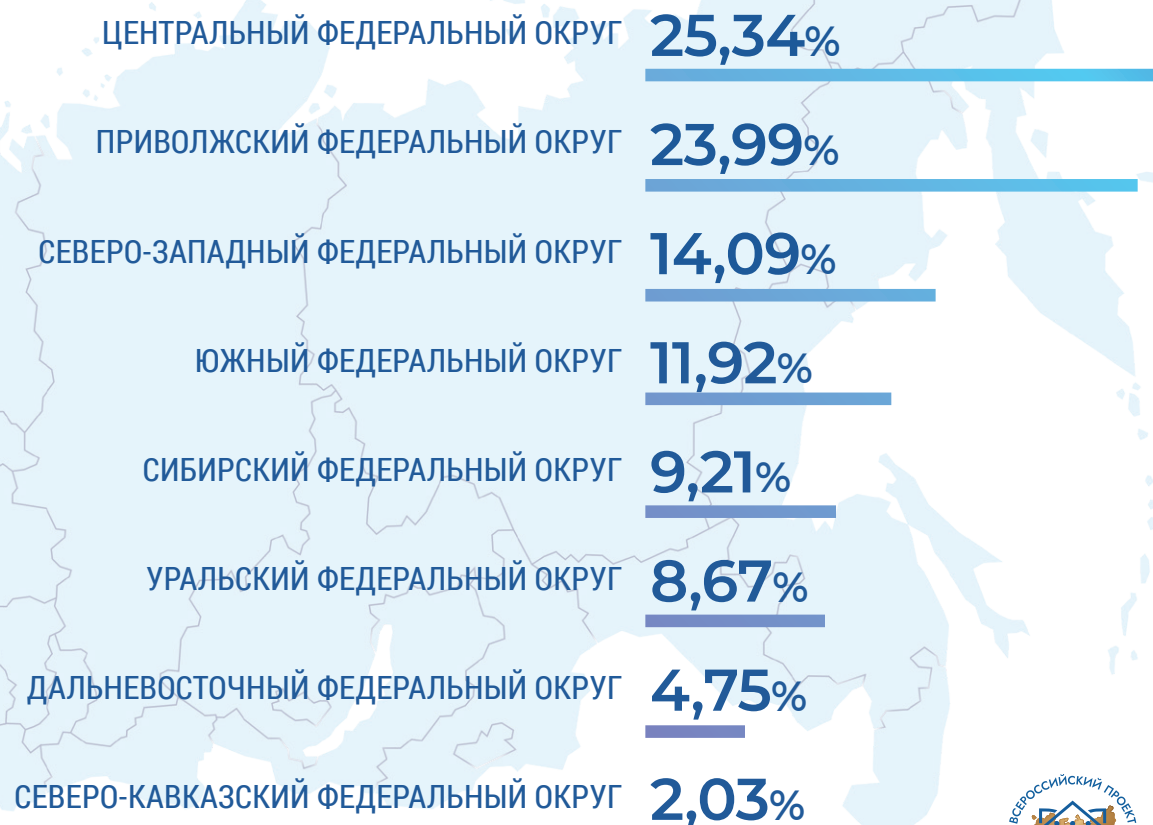 ЦЕНТРАЛЬНЫЙ ФЕДЕРАЛЬНЫЙ ОКРУГ 25,34%
ПРИВОЛЖСКИЙ ФЕДЕРАЛЬНЫЙ ОКРУГ 23,99%
СЕВЕРО-ЗАПАДНЫЙ ФЕДЕРАЛЬНЫЙ ОКРУГ 14,09%
ЮЖНЫЙ ФЕДЕРАЛЬНЫЙ ОКРУГ 11,92%
СИБИРСКИЙ ФЕДЕРАЛЬНЫЙ ОКРУГ 9,21%
УРАЛЬСКИЙ ФЕДЕРАЛЬНЫЙ ОКРУГ 8,67%
ДАЛЬНЕВОСТОЧНЫЙ ФЕДЕРАЛЬНЫЙ ОКРУГ 4,75%
СЕВЕРО-КАВКАЗСКИЙ ФЕДЕРАЛЬНЫЙ ОКРУГ 2,03%
ВСЕРОССИЙСКИЙ ПРОЕКТ